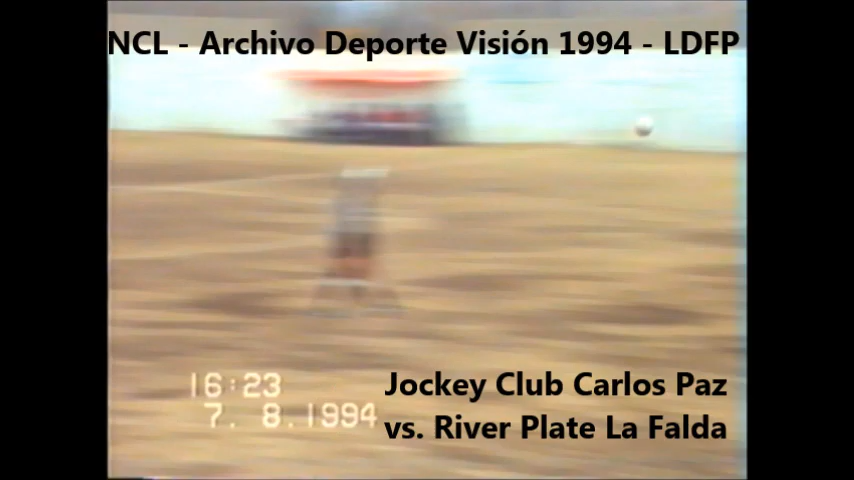 NCL - Archivo Deporte Visión 1994 - LDFP
16:23
7. 8.1994
Jockey Club Carlos Paz
vs. River Plate La Falda